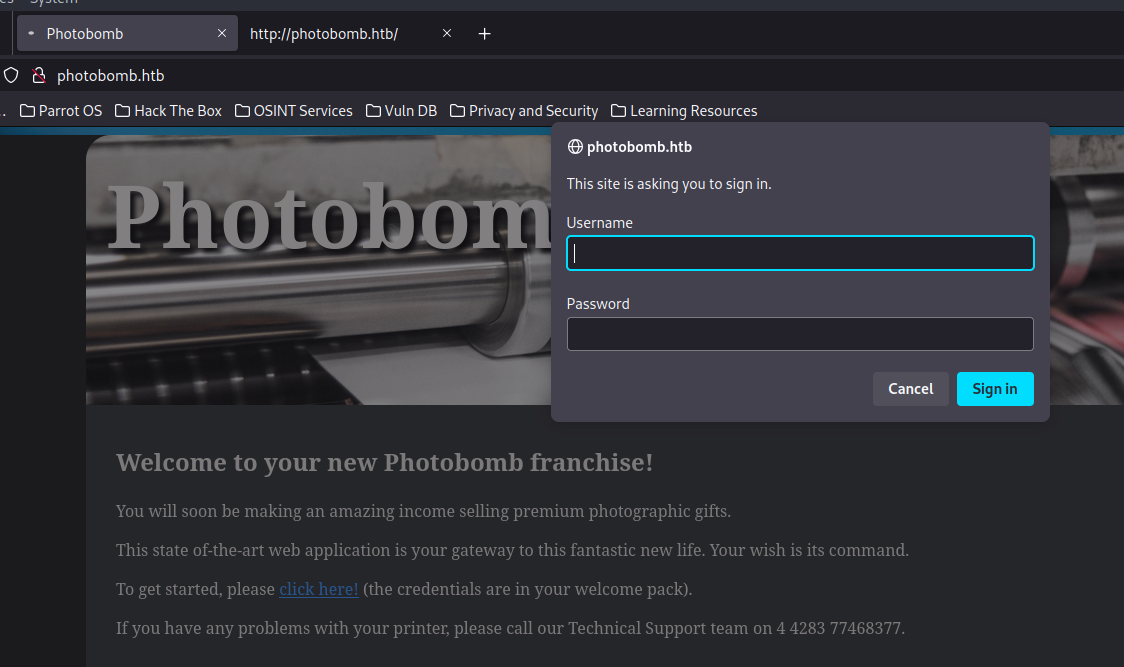 System
Photobomb
http://photobomb.htb/
photobomb.htb
Parrot OS Hack The Box OSINT Services Vuln DB Privacy and Security Learning Resources
Photobom
photobomb.htb
This site is asking you to sign in.
Username
Password
Cancel Sign in
Welcome to your new Photobomb franchise!
You will soon be making an amazing income selling premium photographic gifts.
This state of-the-art web application is your gateway to this fantastic new life. Your wish is its command.
To get started, please click here! (the credentials are in your welcome pack).
If you have any problems with your printer, please call our Technical Support team on 4 4283 77468377.